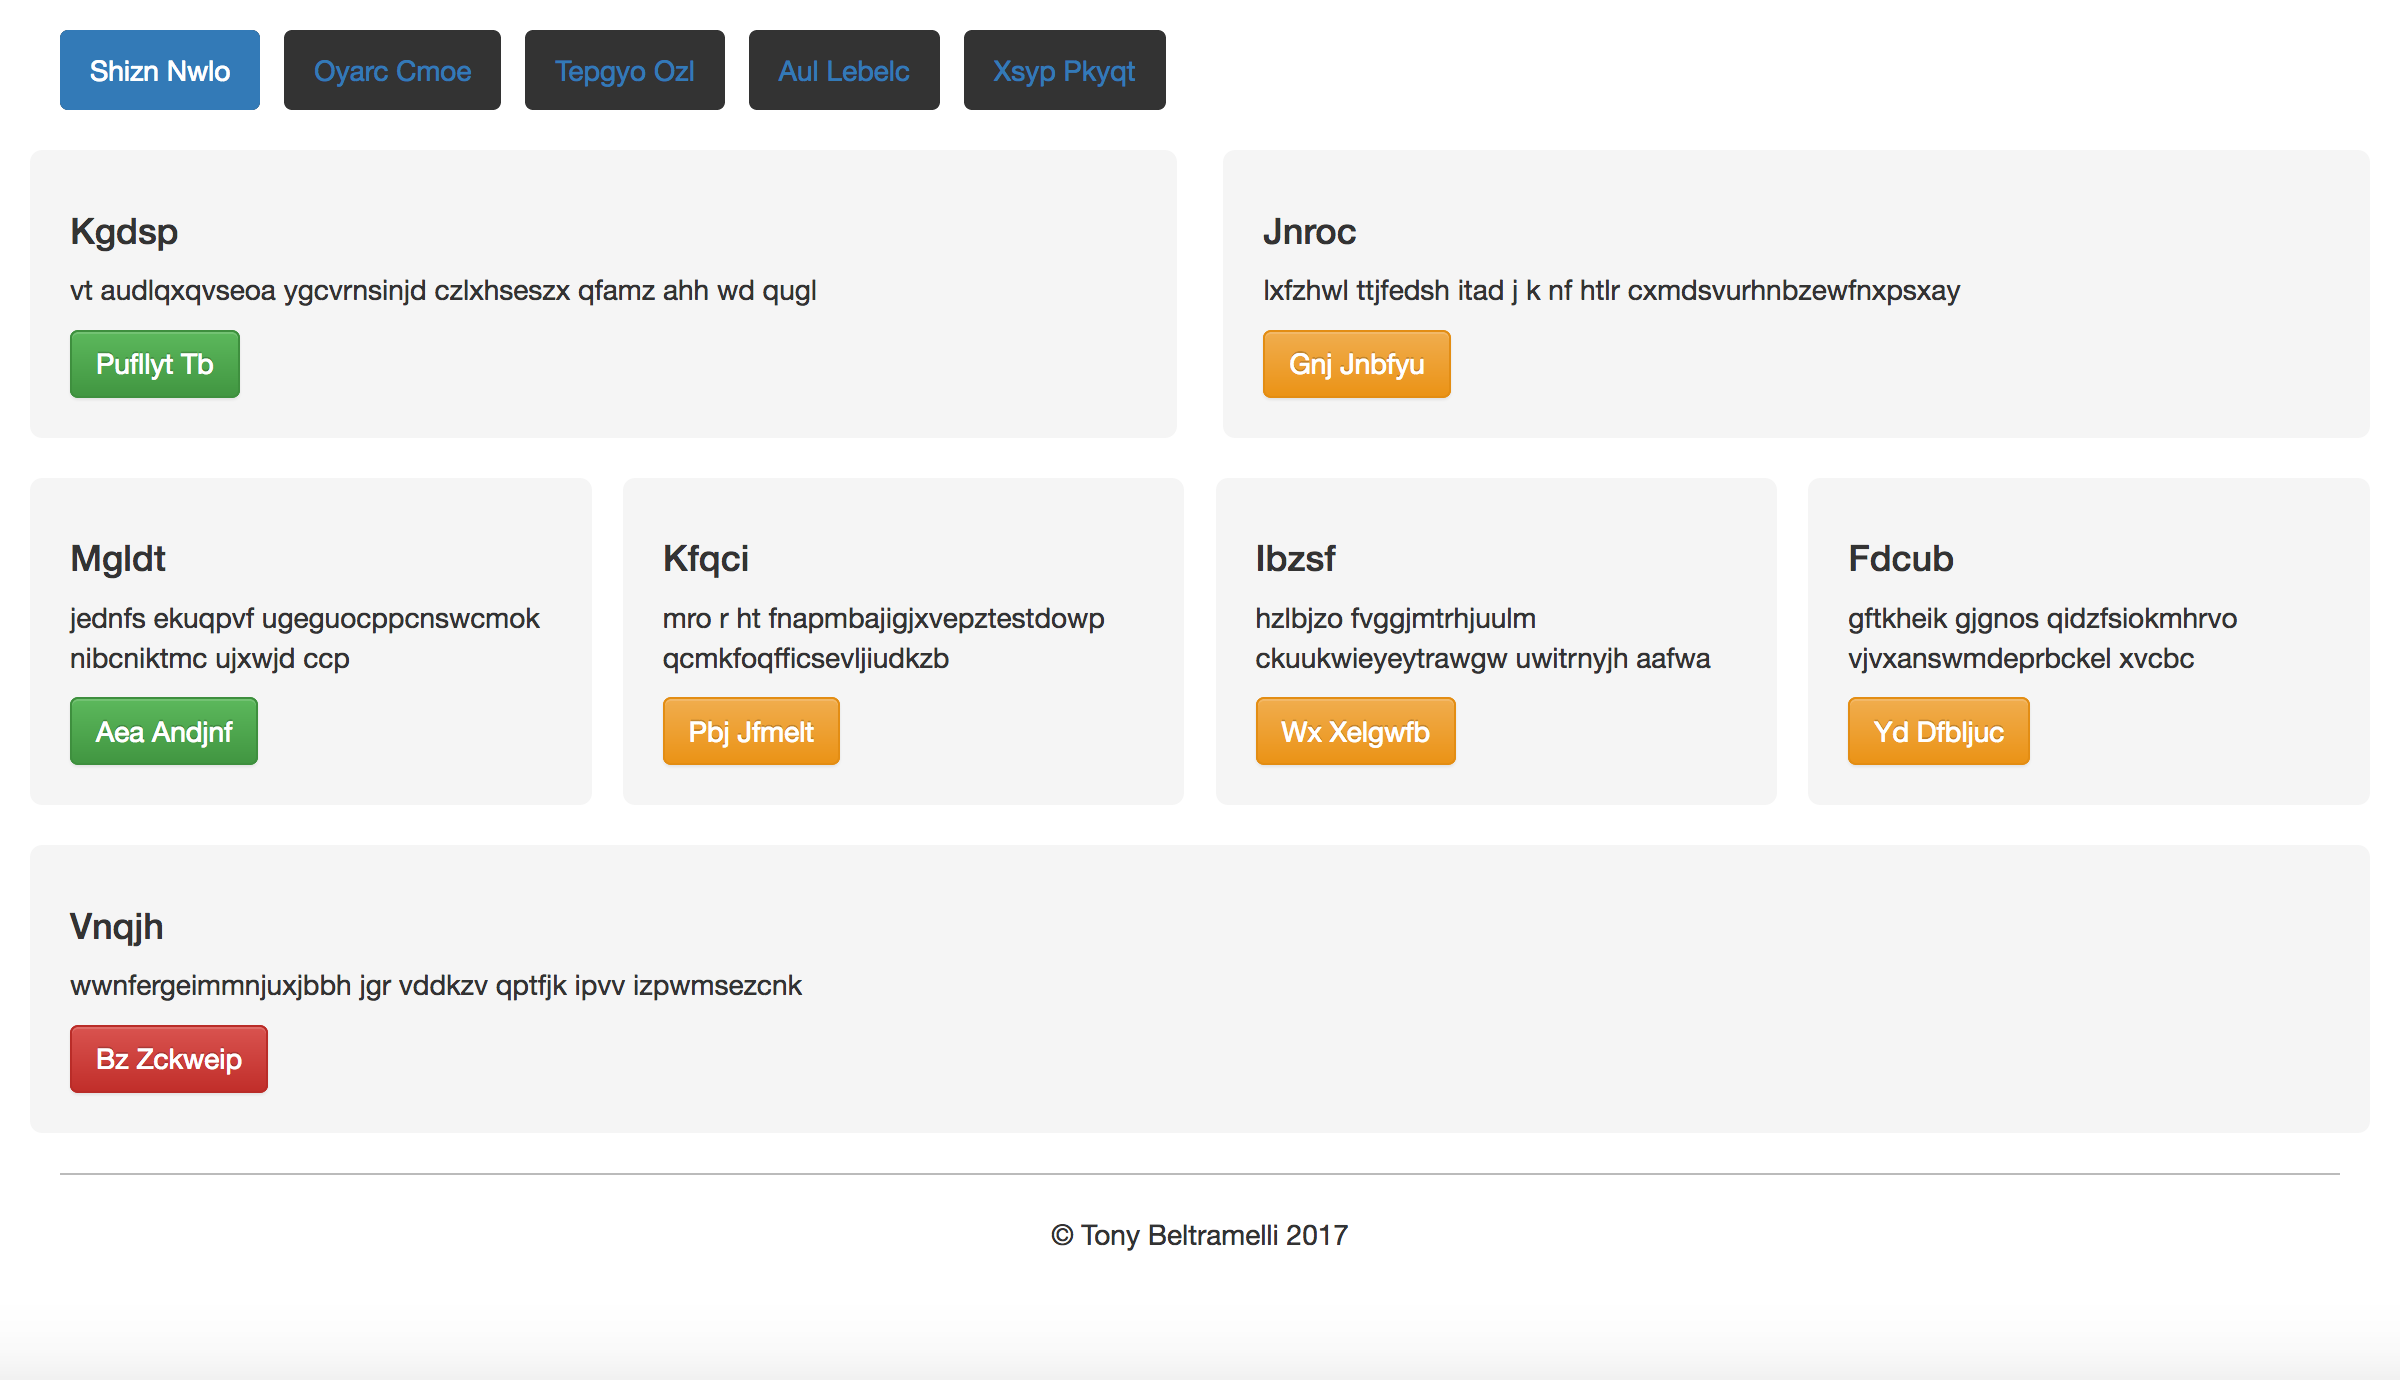 Shizn Nwlo Oyarc Cmoe Tepgyo Ozl Aul Lebelc Xsyp Pkyqt
Kgdsp
vt audlqxqvseoa ygcvrnsinjd czlxhseszx qfamz ahh wd qugl
Pufllyt Tb
Jnroc
lxfzhwl ttjfedsh itad j k nf htlr cxmdsvurhnbzewfnxpsxay
Gnj Jnbfyu
Mgldt
jednfs ekuqpvf ugeguocppcnswcmok
nibcniktmc ujxwjd ccp
Aea Andjnf
Kfqci
mro r ht fnapmbajigjxvepztestdowp
qcmkfoqfficsevljiudkzb
Pbj Jfmelt
Ibzsf
hzlbjzo fvggjmtrhjuulm
ckuukwieyeytrawgw uwitrnyjh aafwa
Wx Xelgwfb
Fdcub
gftkheik gjgnos qidzfsiokmhrvo
vjvxanswmdeprbckel xvcbc
Yd Dfbljuc
Vnqjh
wwnfergeimmnjuxjbbh jgr vddkzv qptfjk ipvv izpwmsezcnk
Bz Zckweip
© Tony Beltramelli 2017